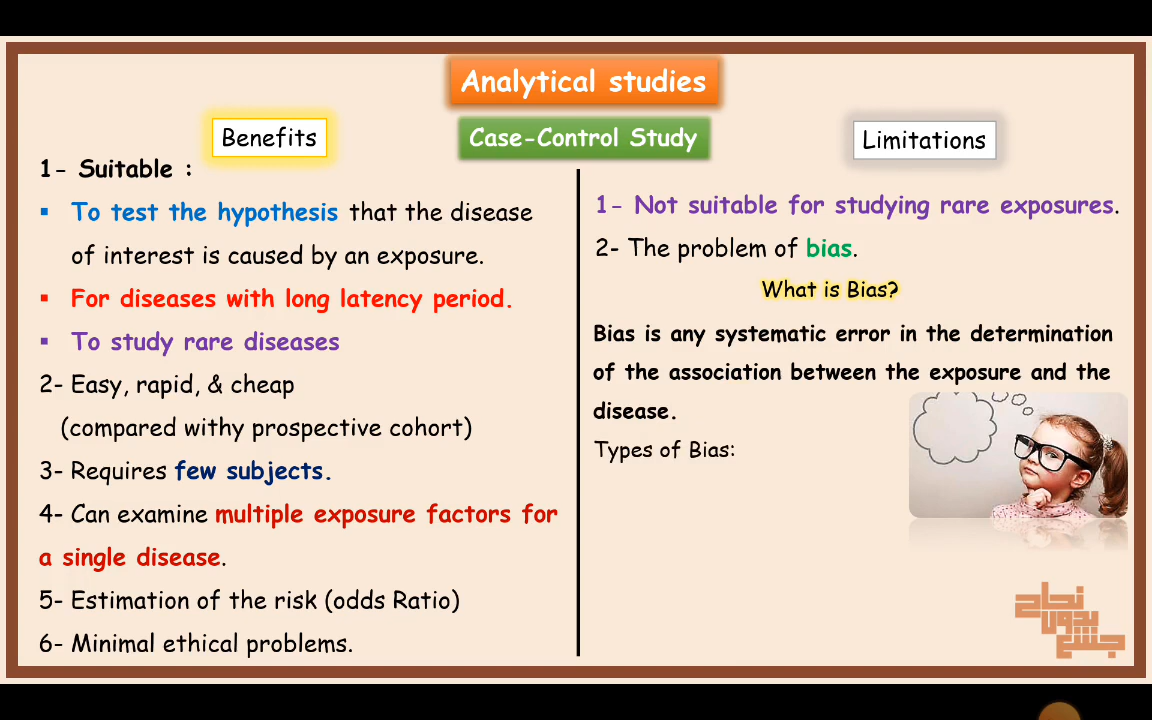 Analytical studies
Case-Control Study
Benefits
1- Suitable :
▪ To test the hypothesis that the disease
of interest is caused by an exposure.
▪ For diseases with long latency period.
▪ To study rare diseases
2- Easy, rapid, & cheap
(compared withy prospective cohort)
3- Requires few subjects.
4- Can examine multiple exposure factors for
a single disease.
5- Estimation of the risk (odds Ratio)
6- Minimal ethical problems.
Limitations
1- Not suitable for studying rare exposures.
2- The problem of bias.
What is Bias?
Bias is any systematic error in the determination
of the association between the exposure and the
disease.
Types of Bias:
نجاح
بدون
جشع